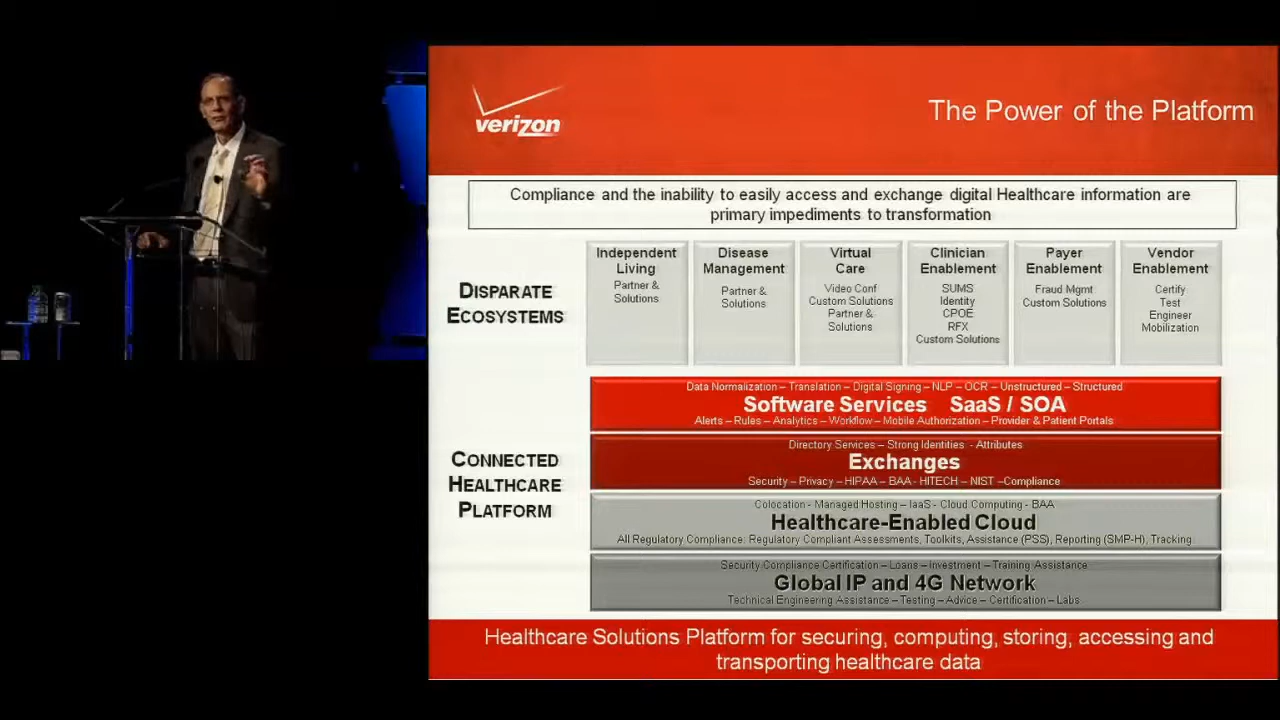 verizon
The Power of the Platform
Compliance and the inability to easily access and exchange digital Healthcare information are
primary impediments to transformation
DISPARATE
ECOSYSTEMS
Independent
Living
Partner &
Solutions
Disease
Management
Partner &
Solutions
Virtual
Care
Video Conf
Custom Solutions
Partner &
Solutions
Clinician
Enablement
SUMS
Identity
CPOE
RFX
Custom Solutions
Payer
Enablement
Fraud Mgmt
Custom Solutions
Vendor
Enablement
Certify
Test
Engineer
Mobilization
CONNECTED
HEALTHCARE
PLATFORM
Data Normalization – Translation – Digital Signing – NLP – OCR – Unstructured – Structured
Software Services SaaS / SOA
Alerts – Rules – Analytics – Workflow – Mobile Authorization – Provider & Patient Portals
Directory Services – Strong Identities - Attributes
Exchanges
Security – Privacy – HIPAA – BAA - HITECH – NIST –Compliance
Colocation - Managed Hosting – IaaS - Cloud Computing - BAA
Healthcare-Enabled Cloud
All Regulatory Compliance: Regulatory Compliant Assessments, Toolkits, Assistance (PSS), Reporting (SMP-H), Tracking
Security Compliance Certification – Loans – Investment – Training Assistance
Global IP and 4G Network
Technical Engineering Assistance – Testing – Advice – Certification – Labs
Healthcare Solutions Platform for securing, computing, storing, accessing and
transporting healthcare data